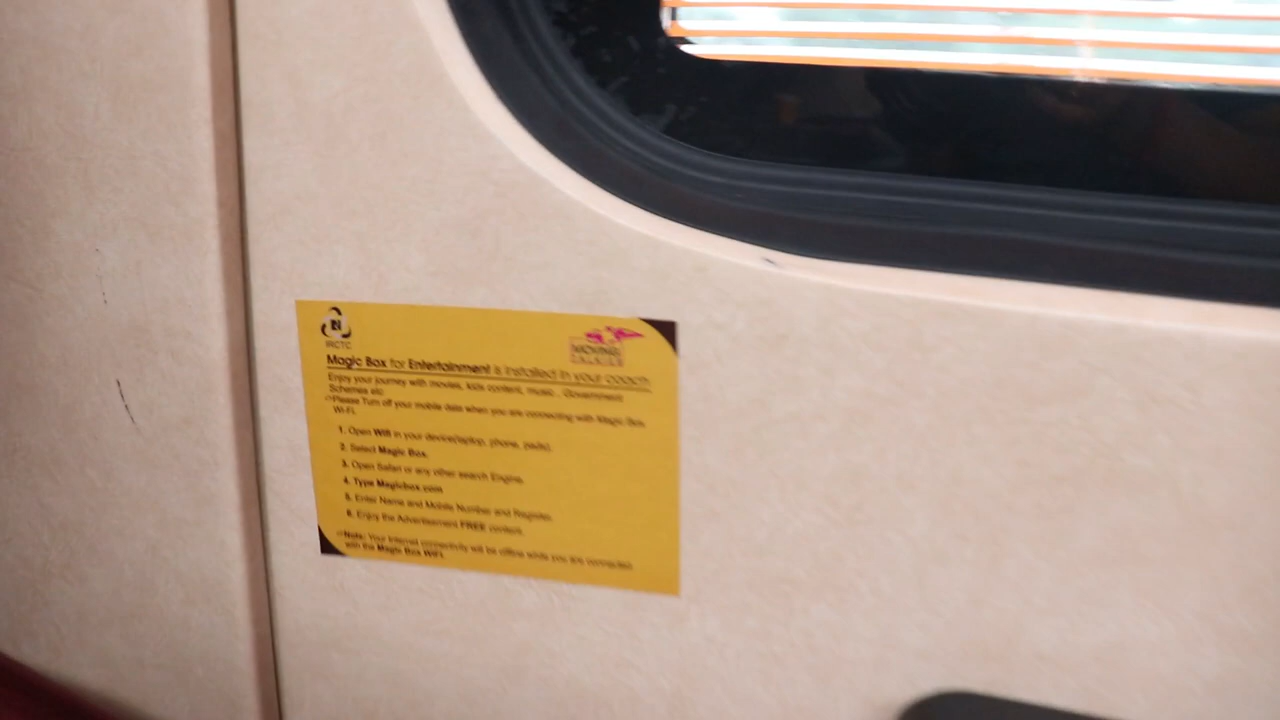 IRCTC
MOVING
Magic Box for Entertainment is installed in your coach
Enjoy your journey with movies, kids content, music , Government
Schemes etc
Please Turn off your mobile data when you are connecting with Magic Box
Wi-Fi.
1. Open Wifi in your device(laptop, phone, pads).
2. Select Magic Box.
3. Open Safari or any other search Engine.
4. Type Magicbox.com
5. Enter Name and Mobile Number and Register.
6. Enjoy the Advertisement FREE content.
Note: Your Internet connectivity will be offline while you are connected
with the Magic Box WiFi.